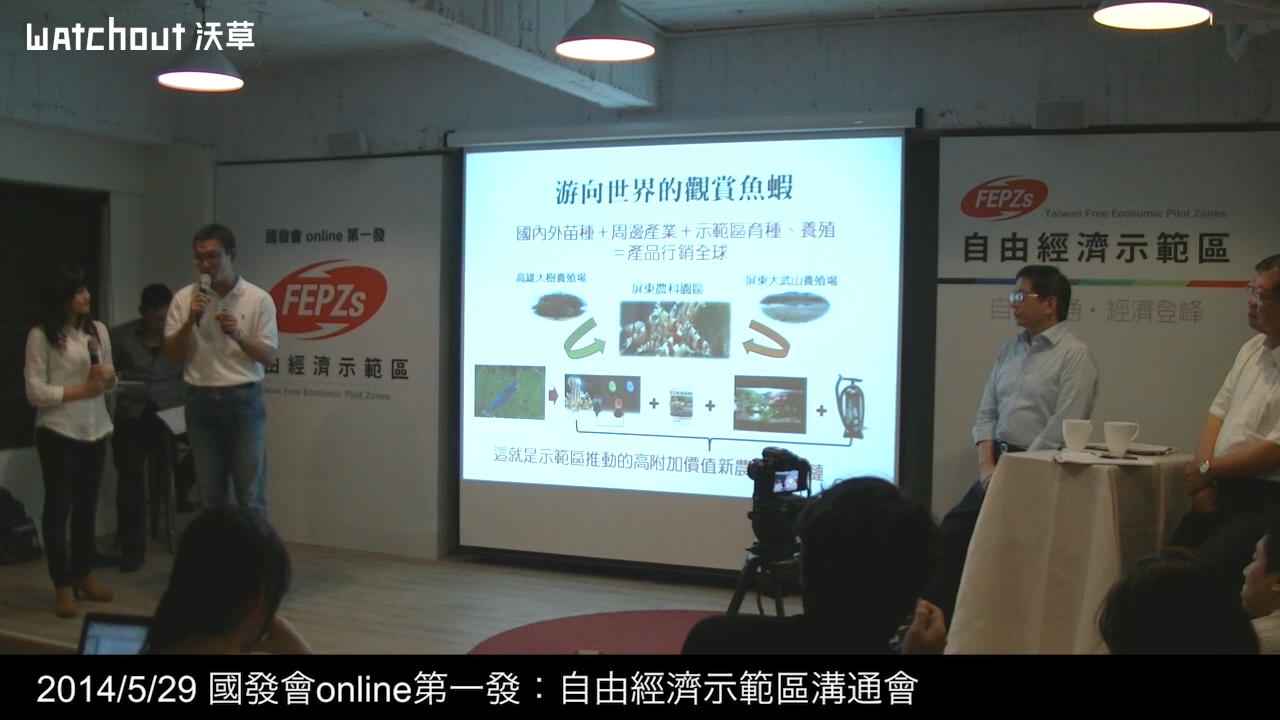 watchout 沃草
國發會 online 第一發
FEPZs
由經濟示範區
wan Free Economic Pilot Zones
游向世界的觀賞魚蝦
國內外苗種＋周邊產業＋示範區育種、養殖
＝產品行銷全球
高雄大樹養殖場
屏東農科園區
屏東大武山養殖場
這就是示範區推動的高附加價值新農
鏈
FEPZs
Taiwan Free Economic Pilot Zones
自由經濟示範區
自
通・經濟登峰
2014/5/29 國發會online第一發：自由經濟示範區溝通會